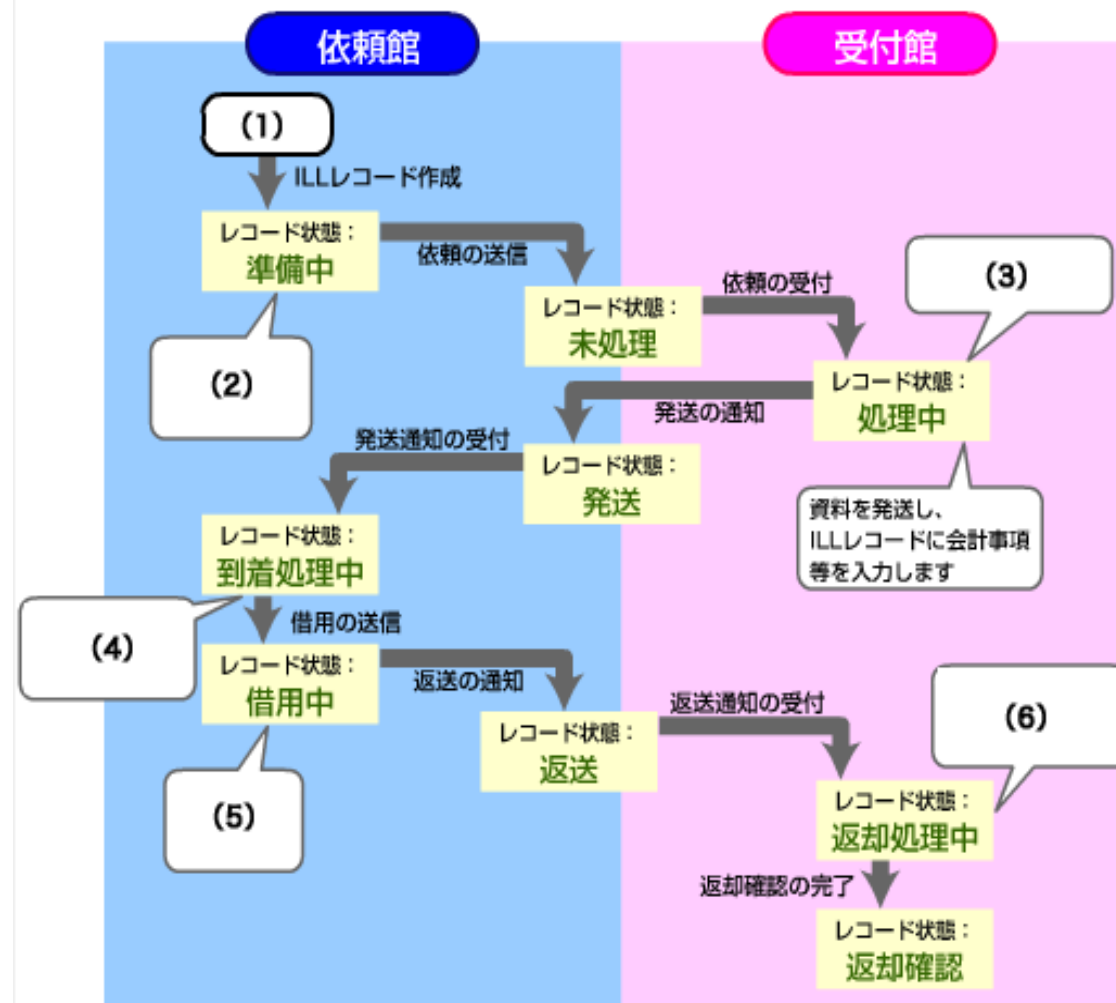 依頼館
受付館
(1)
ILLレコード作成
レコード状態：
準備中
依頼の送信
(2)
レコード状態：
未処理
依頼の受付
(3)
レコード状態：
処理中
発送の通知
発送通知の受付
レコード状態：
発送
資料を発送し、
ILLレコードに会計事項
等を入力します
レコード状態：
到着処理中
(4)
借用の送信
レコード状態：
借用中
返送の通知
(5)
レコード状態：
返送
返送通知の受付
(6)
レコード状態：
返却処理中
返却確認の完了
レコード状態：
返却確認